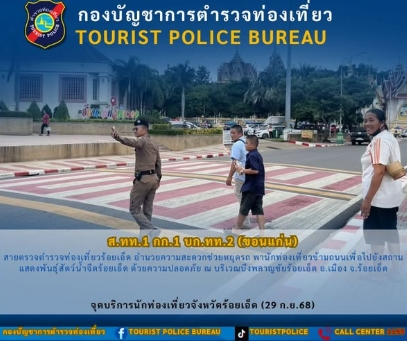 กองบัญชาการตำรวจท่องเที่ยว
TOURIST POLICE BUREAU
ส.ทท.1 กก.1 บก.ทท.2 (ขอนแก่น)
สายตรวจตำรวจท่องเที่ยวร้อยเอ็ด อำนวยความสะดวกช่วยหยุดรถ พานักท่องเที่ยวข้ามถนนเพื่อไปยังสถาน
แสดงพันธุ์สัตว์น้ำจืดร้อยเอ็ด ด้วยความปลอดภัย ณ บริเวณบึงพลาญชัยร้อยเอ็ด อ.เมือง จ.ร้อยเอ็ด
จุดบริการนักท่องเที่ยวจังหวัดร้อยเอ็ด (29 ก.ย.68)
กองบัญชาการตำรวจท่องเที่ยว TOURIST POLICE BUREAU TOURISTPOLICE CALL CENTER 1155